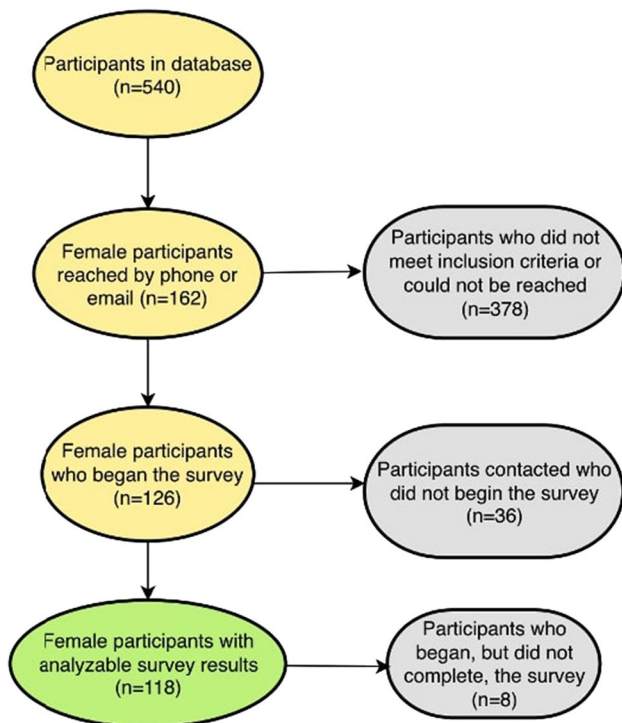 Participants in database
(n=540)
Female participants
reached by phone or
email (n=162)
Participants who did not
meet inclusion criteria or
could not be reached
(n=378)
Female participants
who began the survey
(n=126)
Participants contacted who
did not begin the survey
(n=36)
Female participants with
analyzable survey results
(n=118)
Participants who
began, but did not
complete, the survey
(n=8)